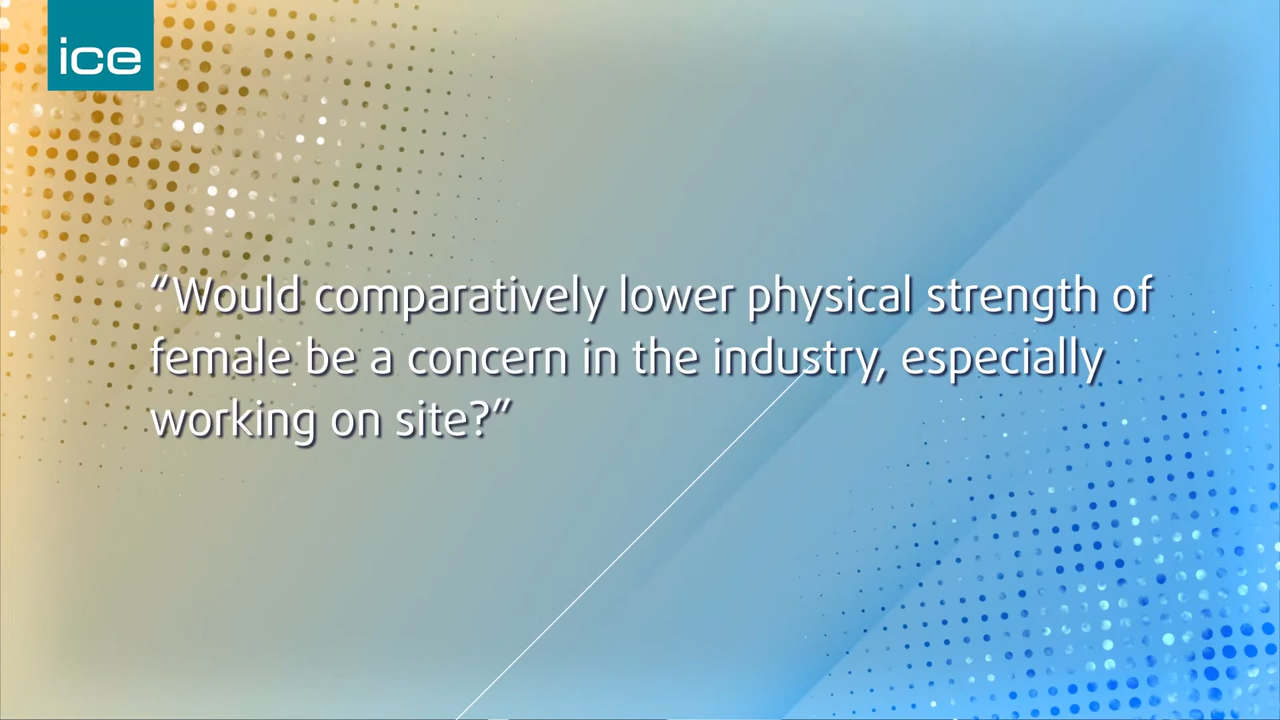 ice
“Would comparatively lower physical strength of
female be a concern in the industry, especially
working on site?”